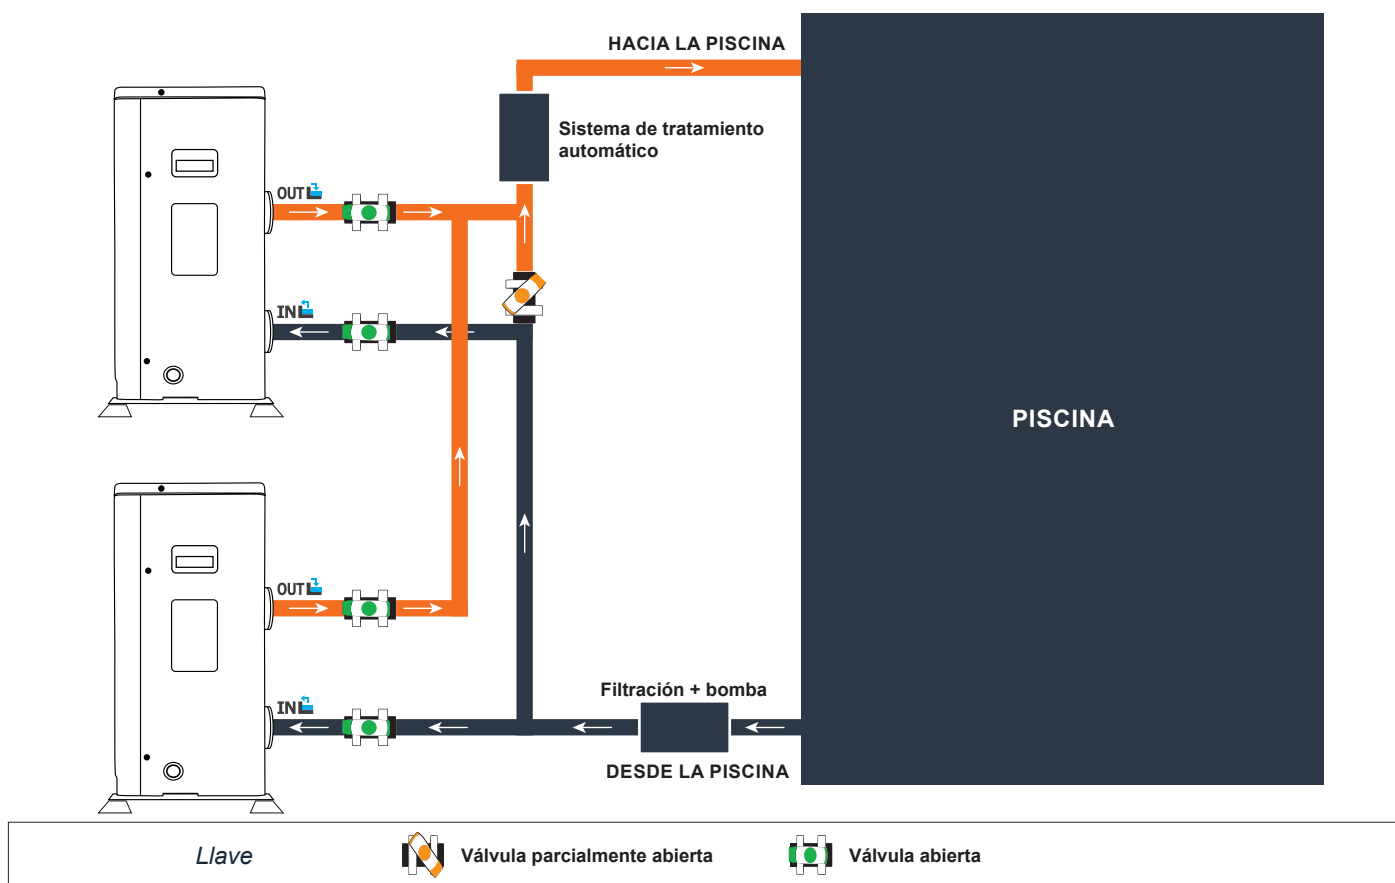 HACIA LA PISCINA
Sistema de tratamiento
automático
OUT
IN
PISCINA
OUT
IN
Filtración + bomba
DESDE LA PISCINA
Llave
Válvula parcialmente abierta
Válvula abierta